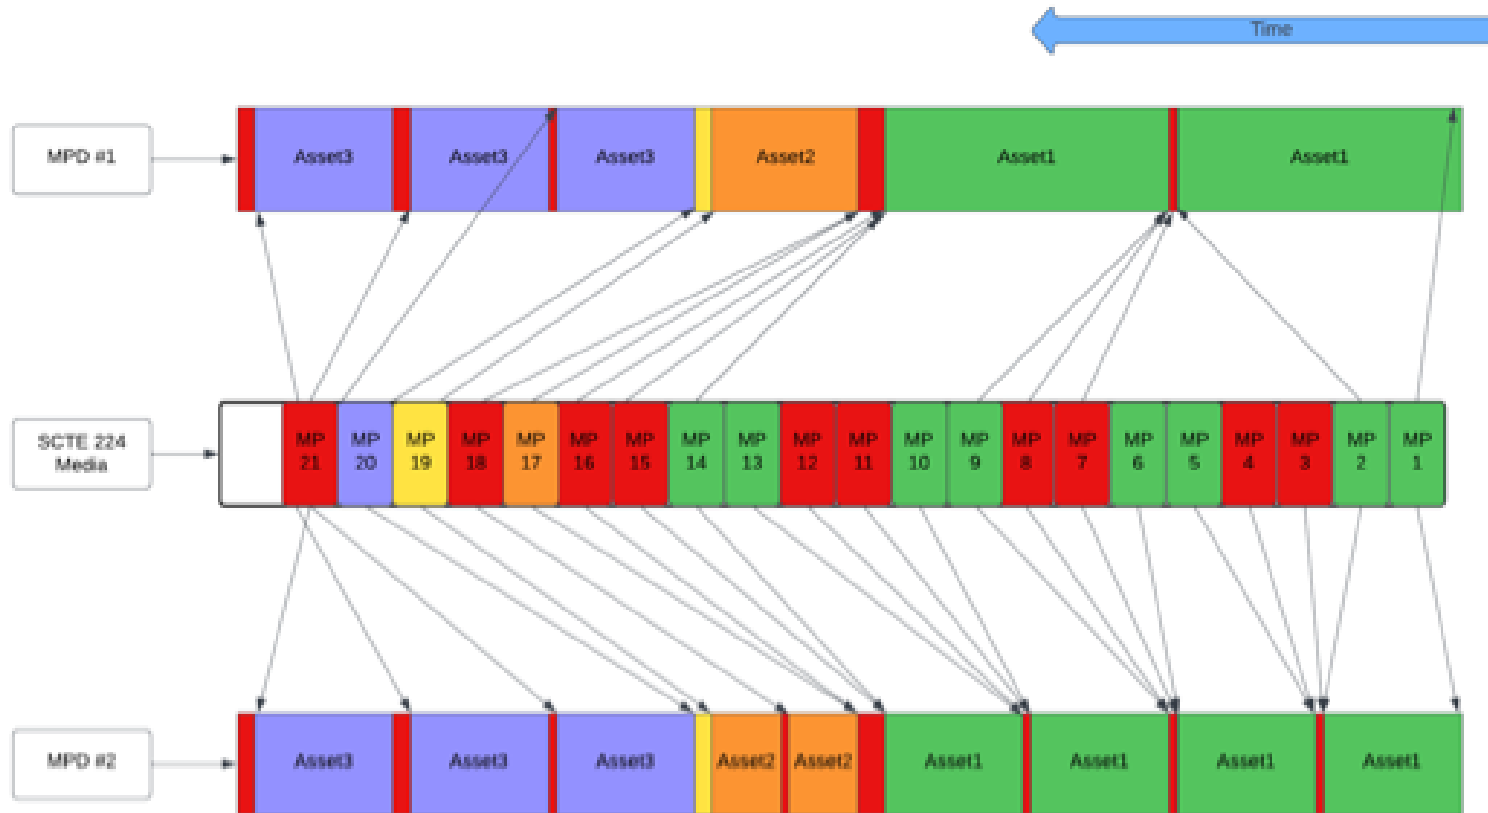 Time
MPD #1
Asset3
Asset3
Asset3
Asset2
Asset1
Asset1
SCTE 224
Media
MP
21
MP
20
MP
19
MP
18
MP
17
MP
16
MP
15
MP
14
MP
13
MP
12
MP
11
MP
10
MP
9
MP
8
MP
7
MP
6
MP
5
MP
4
MP
3
MP
2
MP
1
MPD #2
Asset3
Asset3
Asset3
Asset2
Asset2
Asset1
Asset1
Asset1
Asset1